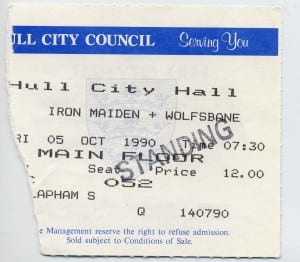 ULL CITY COUNCIL Serving You
Hull City Hall
IRON MAIDEN + WOLFSBANE
RI 05 OCT 1990 Time 07:30
STANDING
MAIN FLOOR
Seat Price 12.00
C 052
LAPHAM S
Q 140790
e Management reserve the right to refuse admission.
Sold subject to Conditions of Sale.